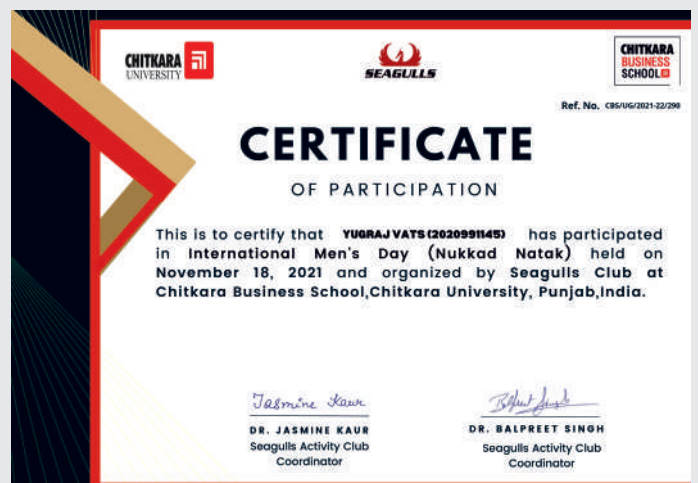 CHITKARA
UNIVERSITY
SEAGULLS
CHITKARA
BUSINESS
SCHOOL
Ref. No. CBS/UG/2021-22/290
CERTIFICATE
OF PARTICIPATION
This is to certify that YUGRAJ VATS (2020991145) has participated
in International Men's Day (Nukkad Natak) held on
November 18, 2021 and organized by Seagulls Club at
Chitkara Business School,Chitkara University, Punjab,India.
Jasmine Kaur
DR. JASMINE KAUR
Seagulls Activity Club
Coordinator
Balpreet Singh
DR. BALPREET SINGH
Seagulls Activity Club
Coordinator